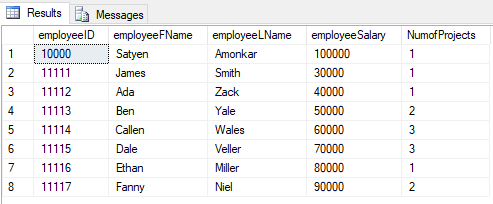 Results Messages
employeeID employeeFName employeeLName employeeSalary NumofProjects
1 10000 Satyen Amonkar 100000 1
2 11111 James Smith 30000 1
3 11112 Ada Zack 40000 1
4 11113 Ben Yale 50000 2
5 11114 Callen Wales 60000 3
6 11115 Dale Veller 70000 3
7 11116 Ethan Miller 80000 1
8 11117 Fanny Niel 90000 2